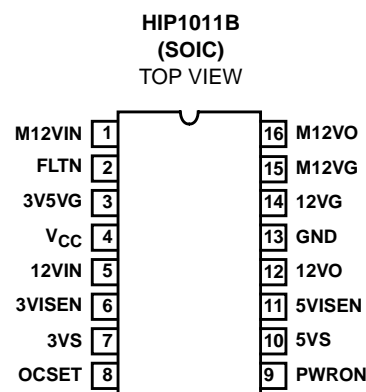 HIP1011B
(SOIC)
TOP VIEW
M12VIN 1 16 M12VO
FLTN 2 15 M12VG
3V5VG 3 14 12VG
VCC 4 13 GND
12VIN 5 12 12VO
3VISEN 6 11 5VISEN
3VS 7 10 5VS
OCSET 8 9 PWRON